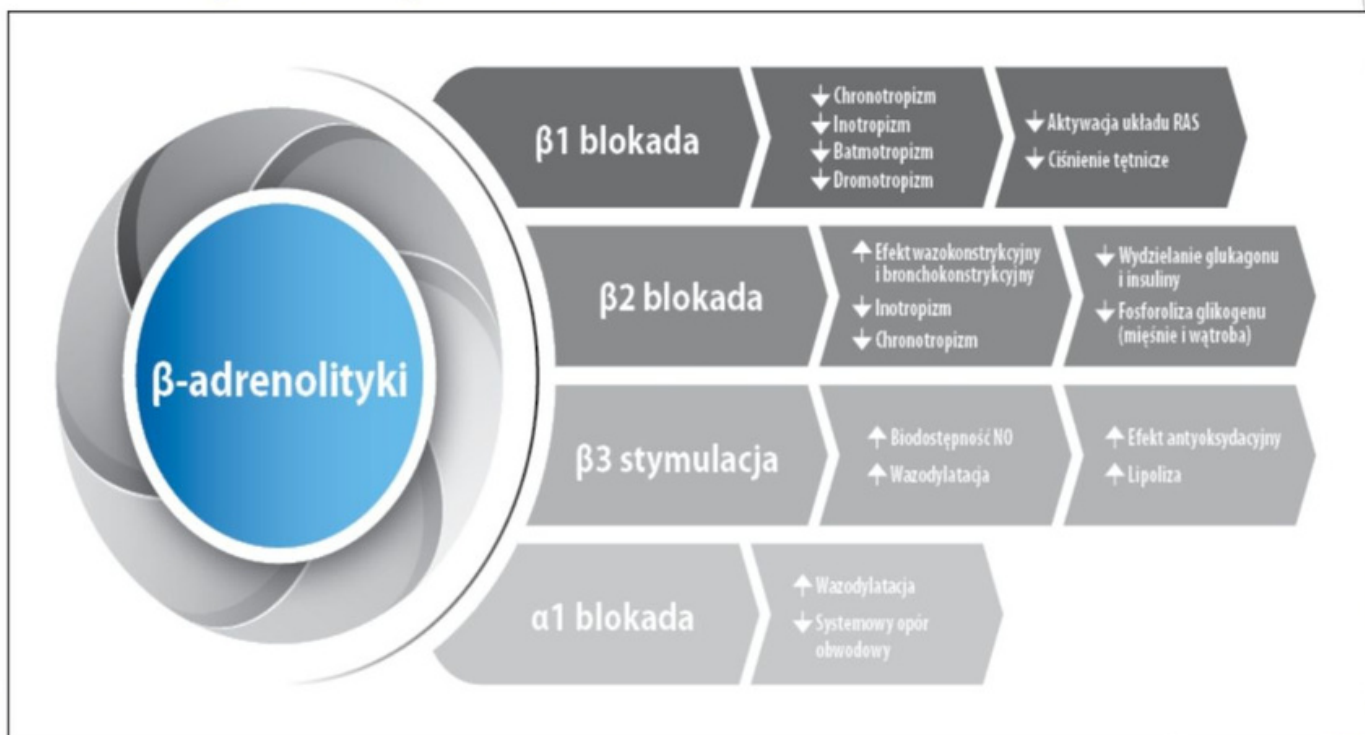 β-adrenolityki
β1 blokada
↓ Chronotropizm
↓ Inotropizm
↓ Batmotropizm
↓ Dromotropizm
↓ Aktywacja układu RAS
↓ Ciśnienie tętnicze
β2 blokada
↑ Efekt wazokonstrykcyjny
i bronchokonstrykcyjny
↓ Inotropizm
↓ Chronotropizm
↓ Wydzielanie glukagonu
i insuliny
↓ Fosforoliza glikogenu
(mięśnie i wątroba)
β3 stymulacja
↑ Biodostępność NO
↑ Wazodylatacja
↑ Efekt antyoksydacyjny
↑ Lipoliza
α1 blokada
↑ Wazodylatacja
↓ Systemowy opór
obwodowy